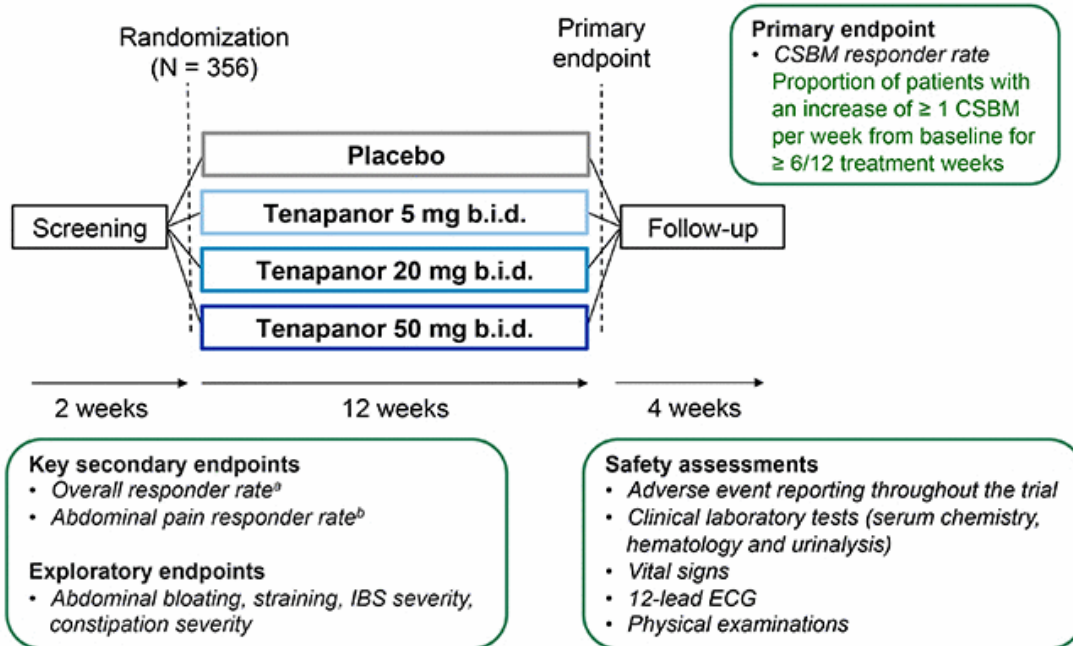 Randomization
(N = 356)
Primary
endpoint
Primary endpoint
• CSBM responder rate
Proportion of patients with
an increase of ≥ 1 CSBM
per week from baseline for
≥ 6/12 treatment weeks
Placebo
Screening
Tenapanor 5 mg b.i.d.
Follow-up
Tenapanor 20 mg b.i.d.
Tenapanor 50 mg b.i.d.
2 weeks
12 weeks
4 weeks
Key secondary endpoints
• Overall responder rateᵃ
• Abdominal pain responder rateᵇ
Exploratory endpoints
• Abdominal bloating, straining, IBS severity,
constipation severity
Safety assessments
• Adverse event reporting throughout the trial
• Clinical laboratory tests (serum chemistry,
hematology and urinalysis)
• Vital signs
• 12-lead ECG
• Physical examinations